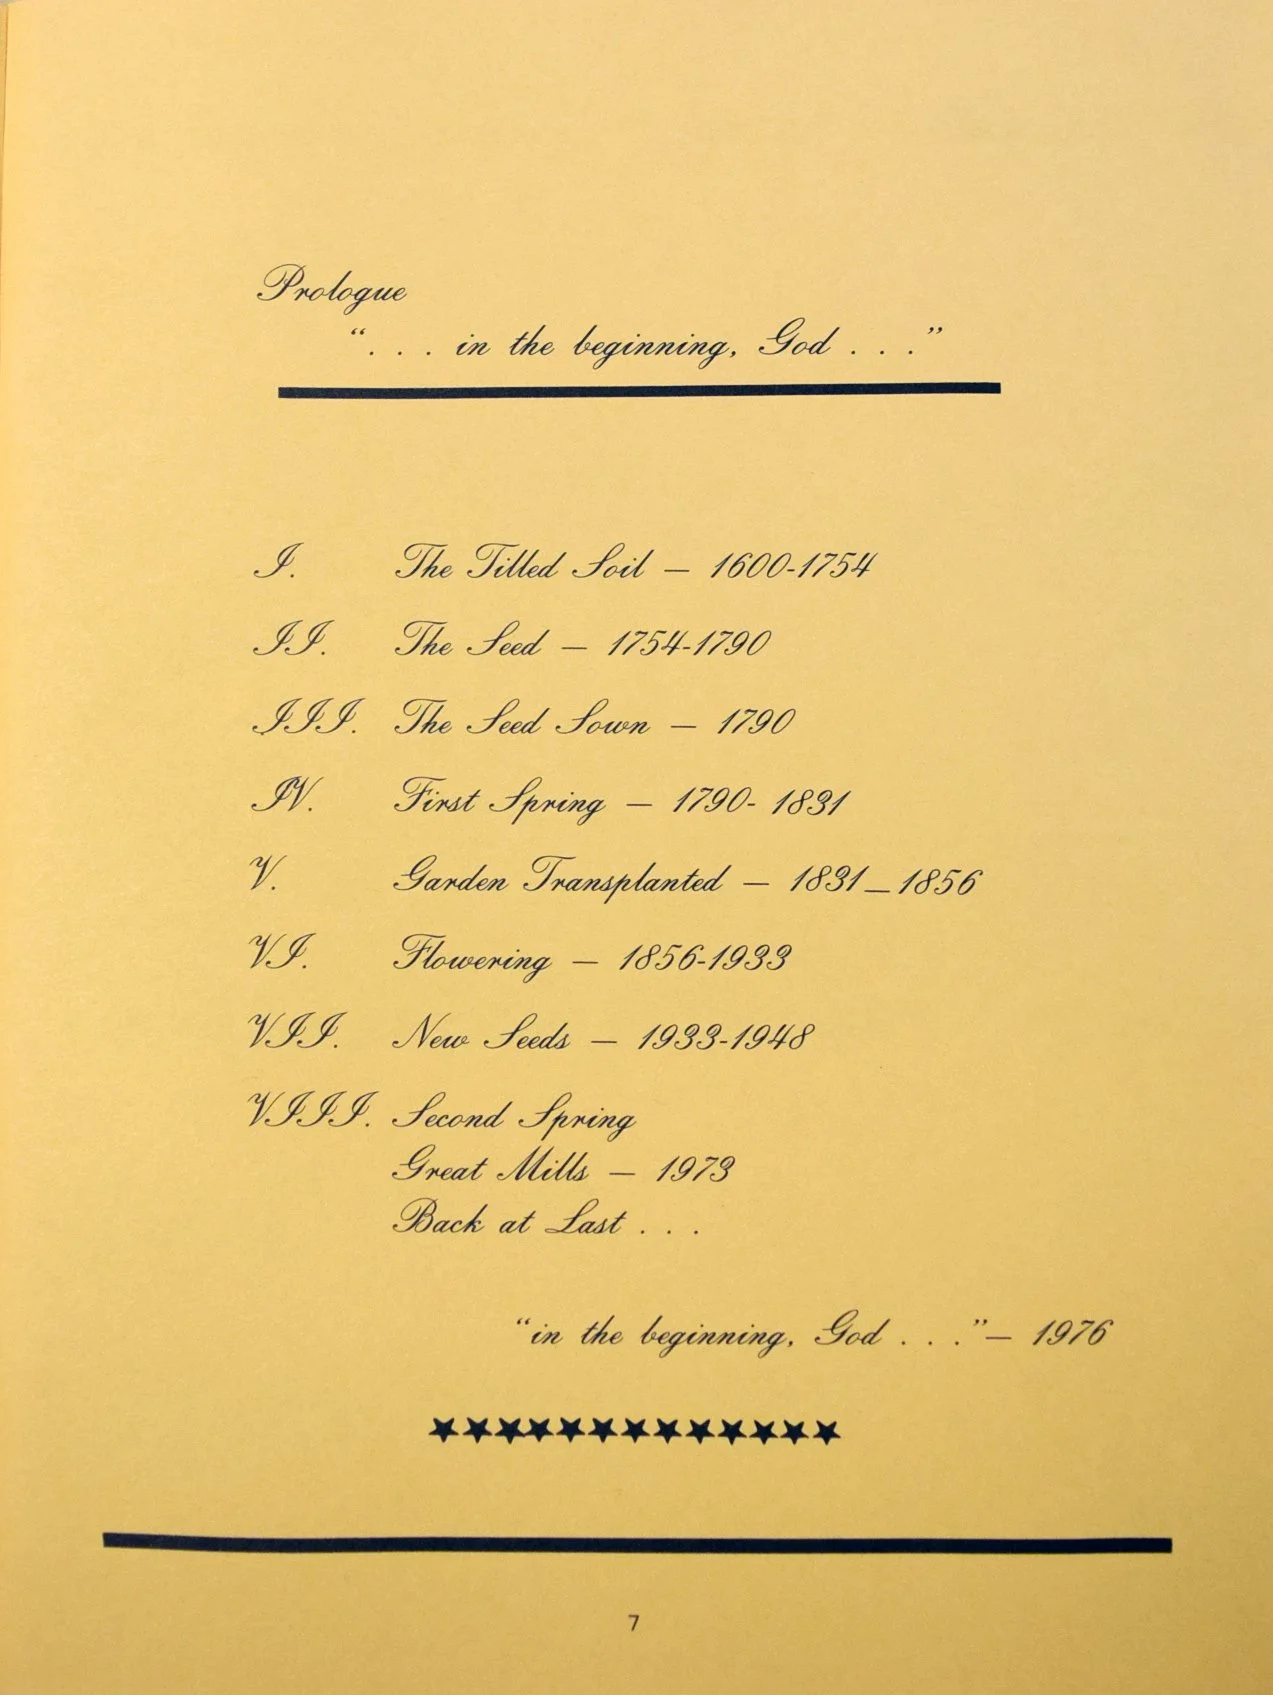 Prologue
“. . . in the beginning, God . . .”
I. The Tilled Soil — 1600-1754
II. The Seed — 1754-1790
III. The Seed Sown — 1790
IV. First Spring — 1790- 1831
V. Garden Transplanted — 1831 — 1856
VI. Flowering — 1856-1933
VII. New Seeds — 1933-1948
VIII. Second Spring
Great Mills — 1973
Back at Last . . .
“in the beginning, God . . .”— 1976
★★★★★★★★★★★★★
7